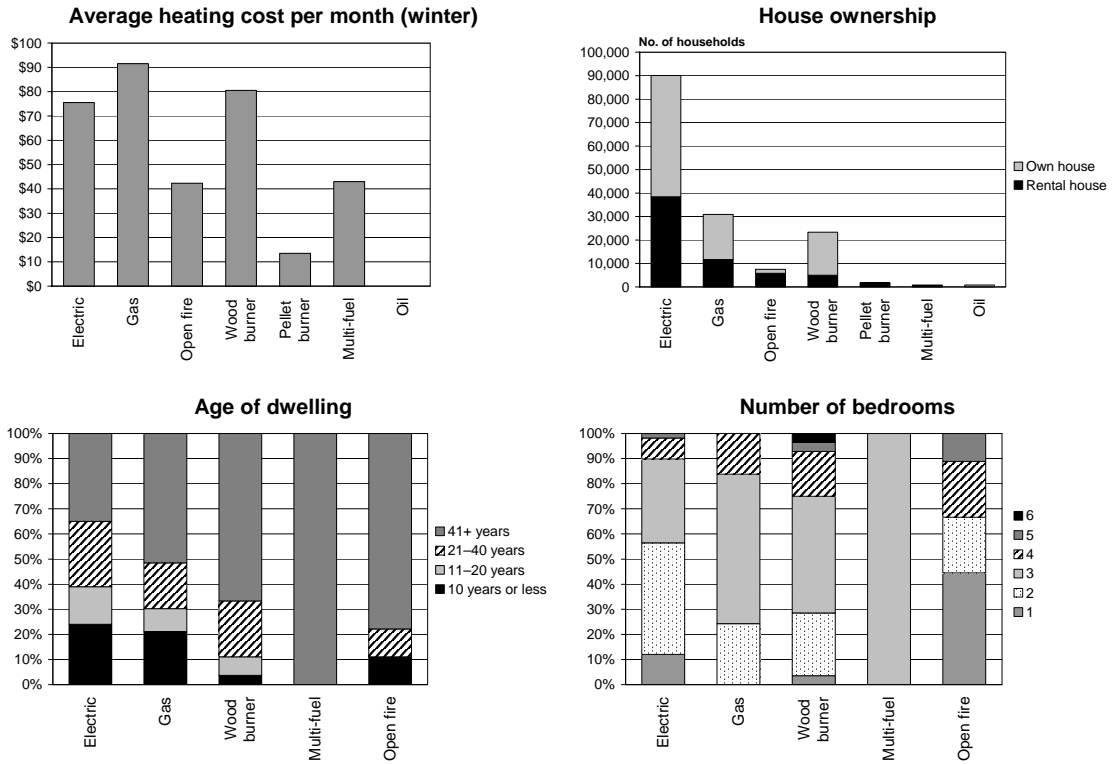 Average heating cost per month (winter)
$100
$90
$80
$70
$60
$50
$40
$30
$20
$10
$0
Electric
Gas
Open fire
Wood
burner
Pellet
burner
Multi-fuel
Oil
House ownership
No. of households
100,000
90,000
80,000
70,000
60,000
50,000
40,000
30,000
20,000
10,000
0
Electric
Gas
Open fire
Wood
burner
Pellet
burner
Multi-fuel
Oil
Own house
Rental house
Age of dwelling
100%
90%
80%
70%
60%
50%
40%
30%
20%
10%
0%
Electric
Gas
Wood
burner
Multi-fuel
Open fire
41+ years
21–40 years
11–20 years
10 years or less
Number of bedrooms
100%
90%
80%
70%
60%
50%
40%
30%
20%
10%
0%
Electric
Gas
Wood
burner
Multi-fuel
Open fire
6
5
4
3
2
1